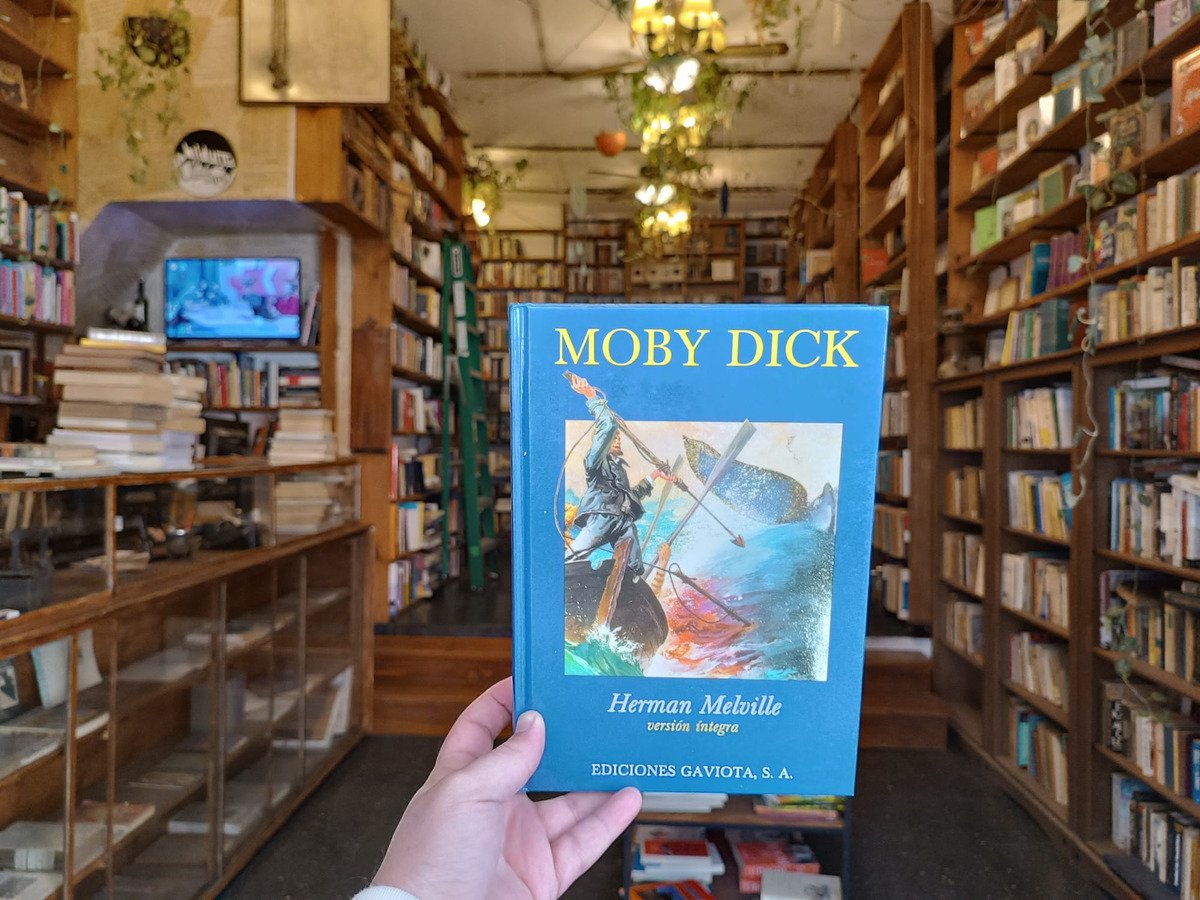 MOBY DICK
Herman Melville
versión íntegra
EDICIONES GAVIOTA, S. A.